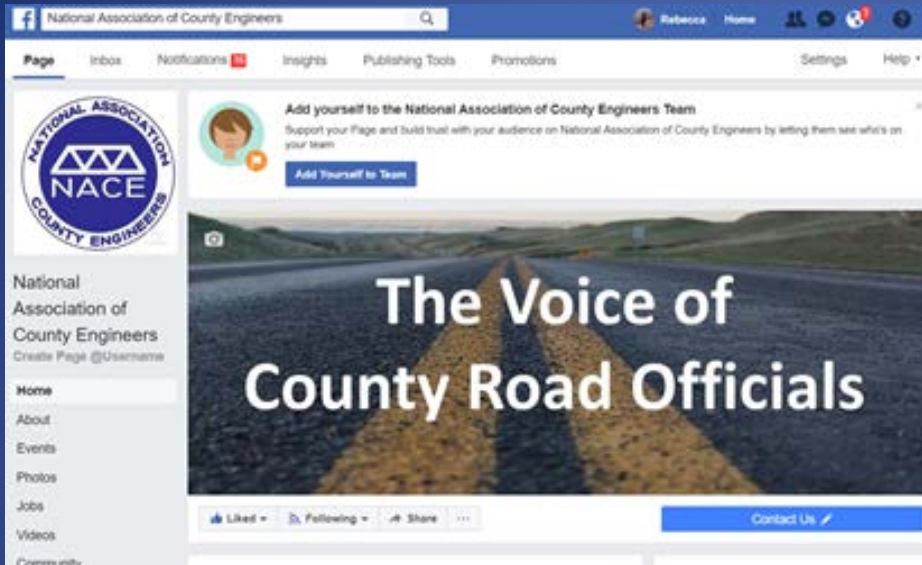 National Association of County Engineers
Rebecca Home
Page Inbox Notifications Insights Publishing Tools Promotions Settings Help
NATIONAL ASSOCIATION
NACE
COUNTY ENGINEERS
Add yourself to the National Association of County Engineers Team
Support your Page and build trust with your audience on National Association of County Engineers by letting them see who's on
your team
Add Yourself to Team
The Voice of
County Road Officials
National
Association of
County Engineers
Create Page @Username
Home
About
Events
Photos
Jobs
Videos
Community
Liked Following Share ...
Contact Us